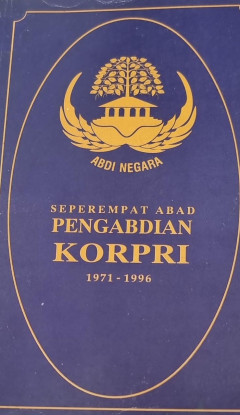 ABDI NEGARA
SEPEREMPAT ABAD
PENGABDIAN
KORPRI
1971 - 1996